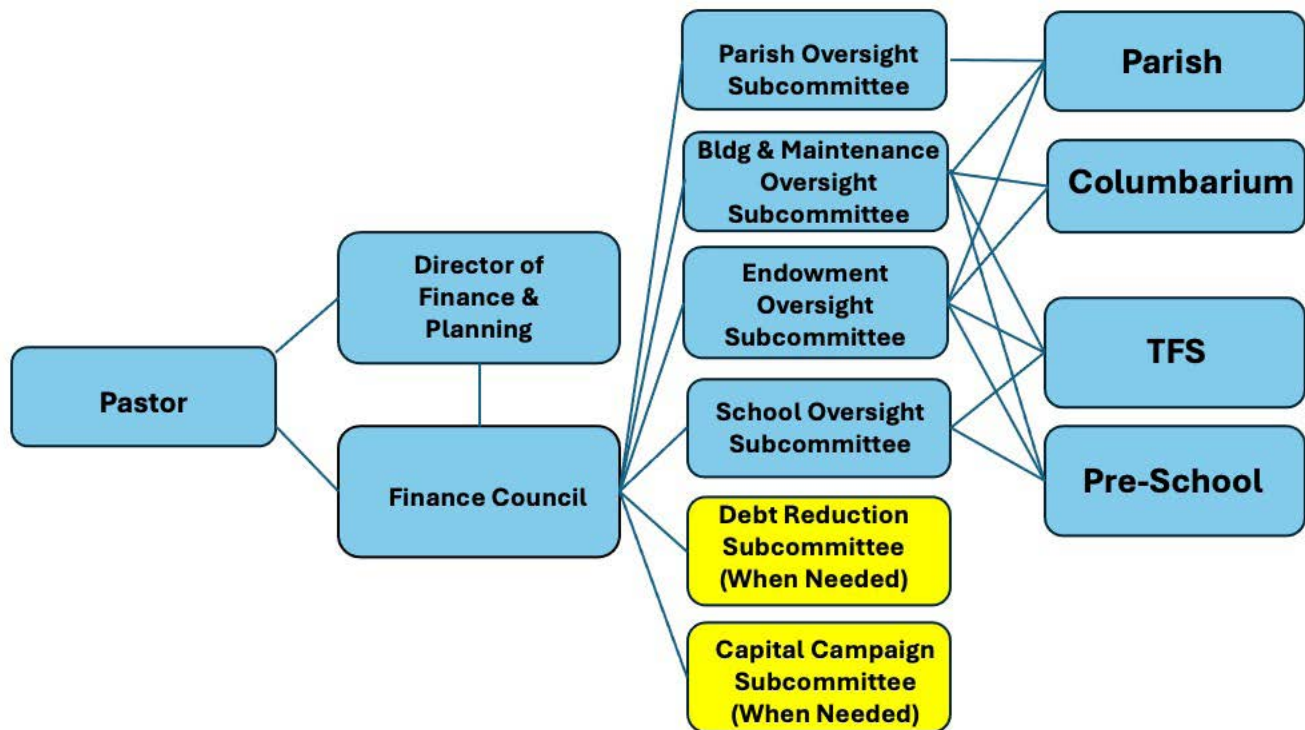 Pastor
Director of
Finance &
Planning
Finance Council
Parish Oversight
Subcommittee
Bldg & Maintenance
Oversight
Subcommittee
Endowment
Oversight
Subcommittee
School Oversight
Subcommittee
Debt Reduction
Subcommittee
(When Needed)
Capital Campaign
Subcommittee
(When Needed)
Parish
Columbarium
TFS
Pre-School